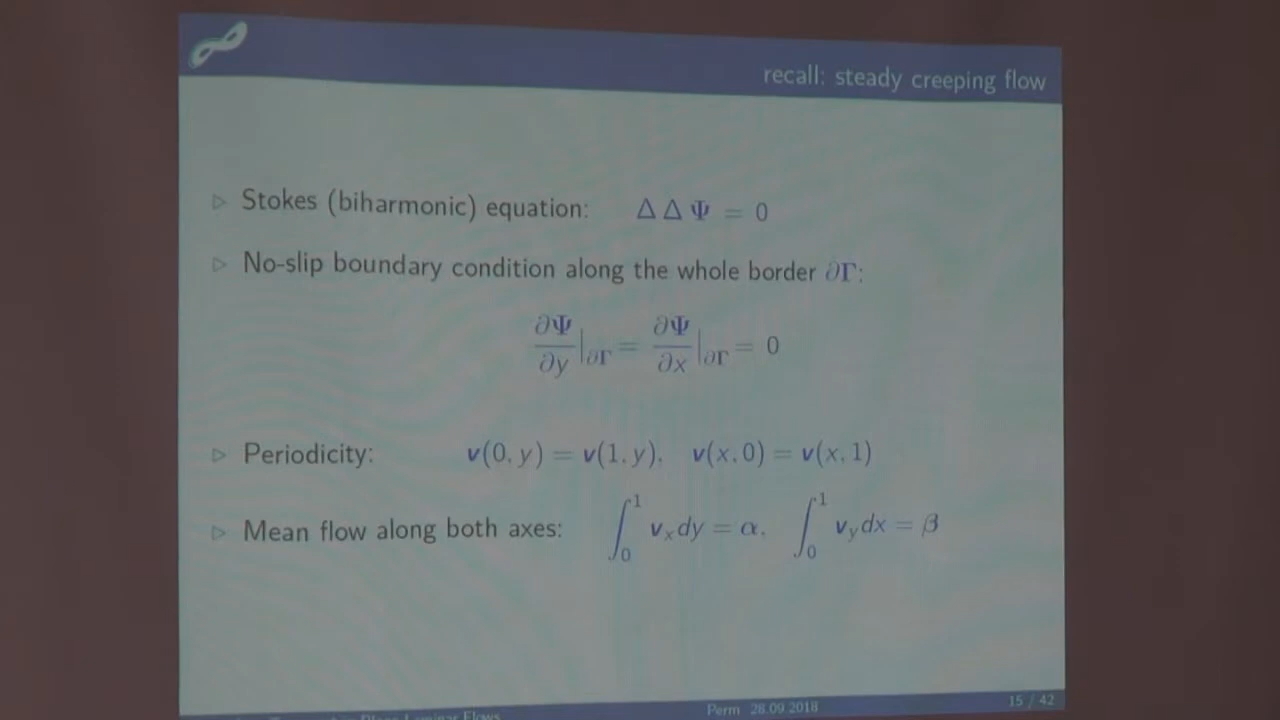 recall: steady creeping flow
▷ Stokes (biharmonic) equation: Δ Δ Ψ = 0
▷ No-slip boundary condition along the whole border ∂Γ:
∂Ψ/∂y|∂Γ = ∂Ψ/∂x|∂Γ = 0
▷ Periodicity: v(0, y) = v(1, y), v(x, 0) = v(x, 1)
▷ Mean flow along both axes: ∫₀¹ vₓdy = α, ∫₀¹ v_y dx = β
Laminar Flows Perm 28.09.2018 15 / 42